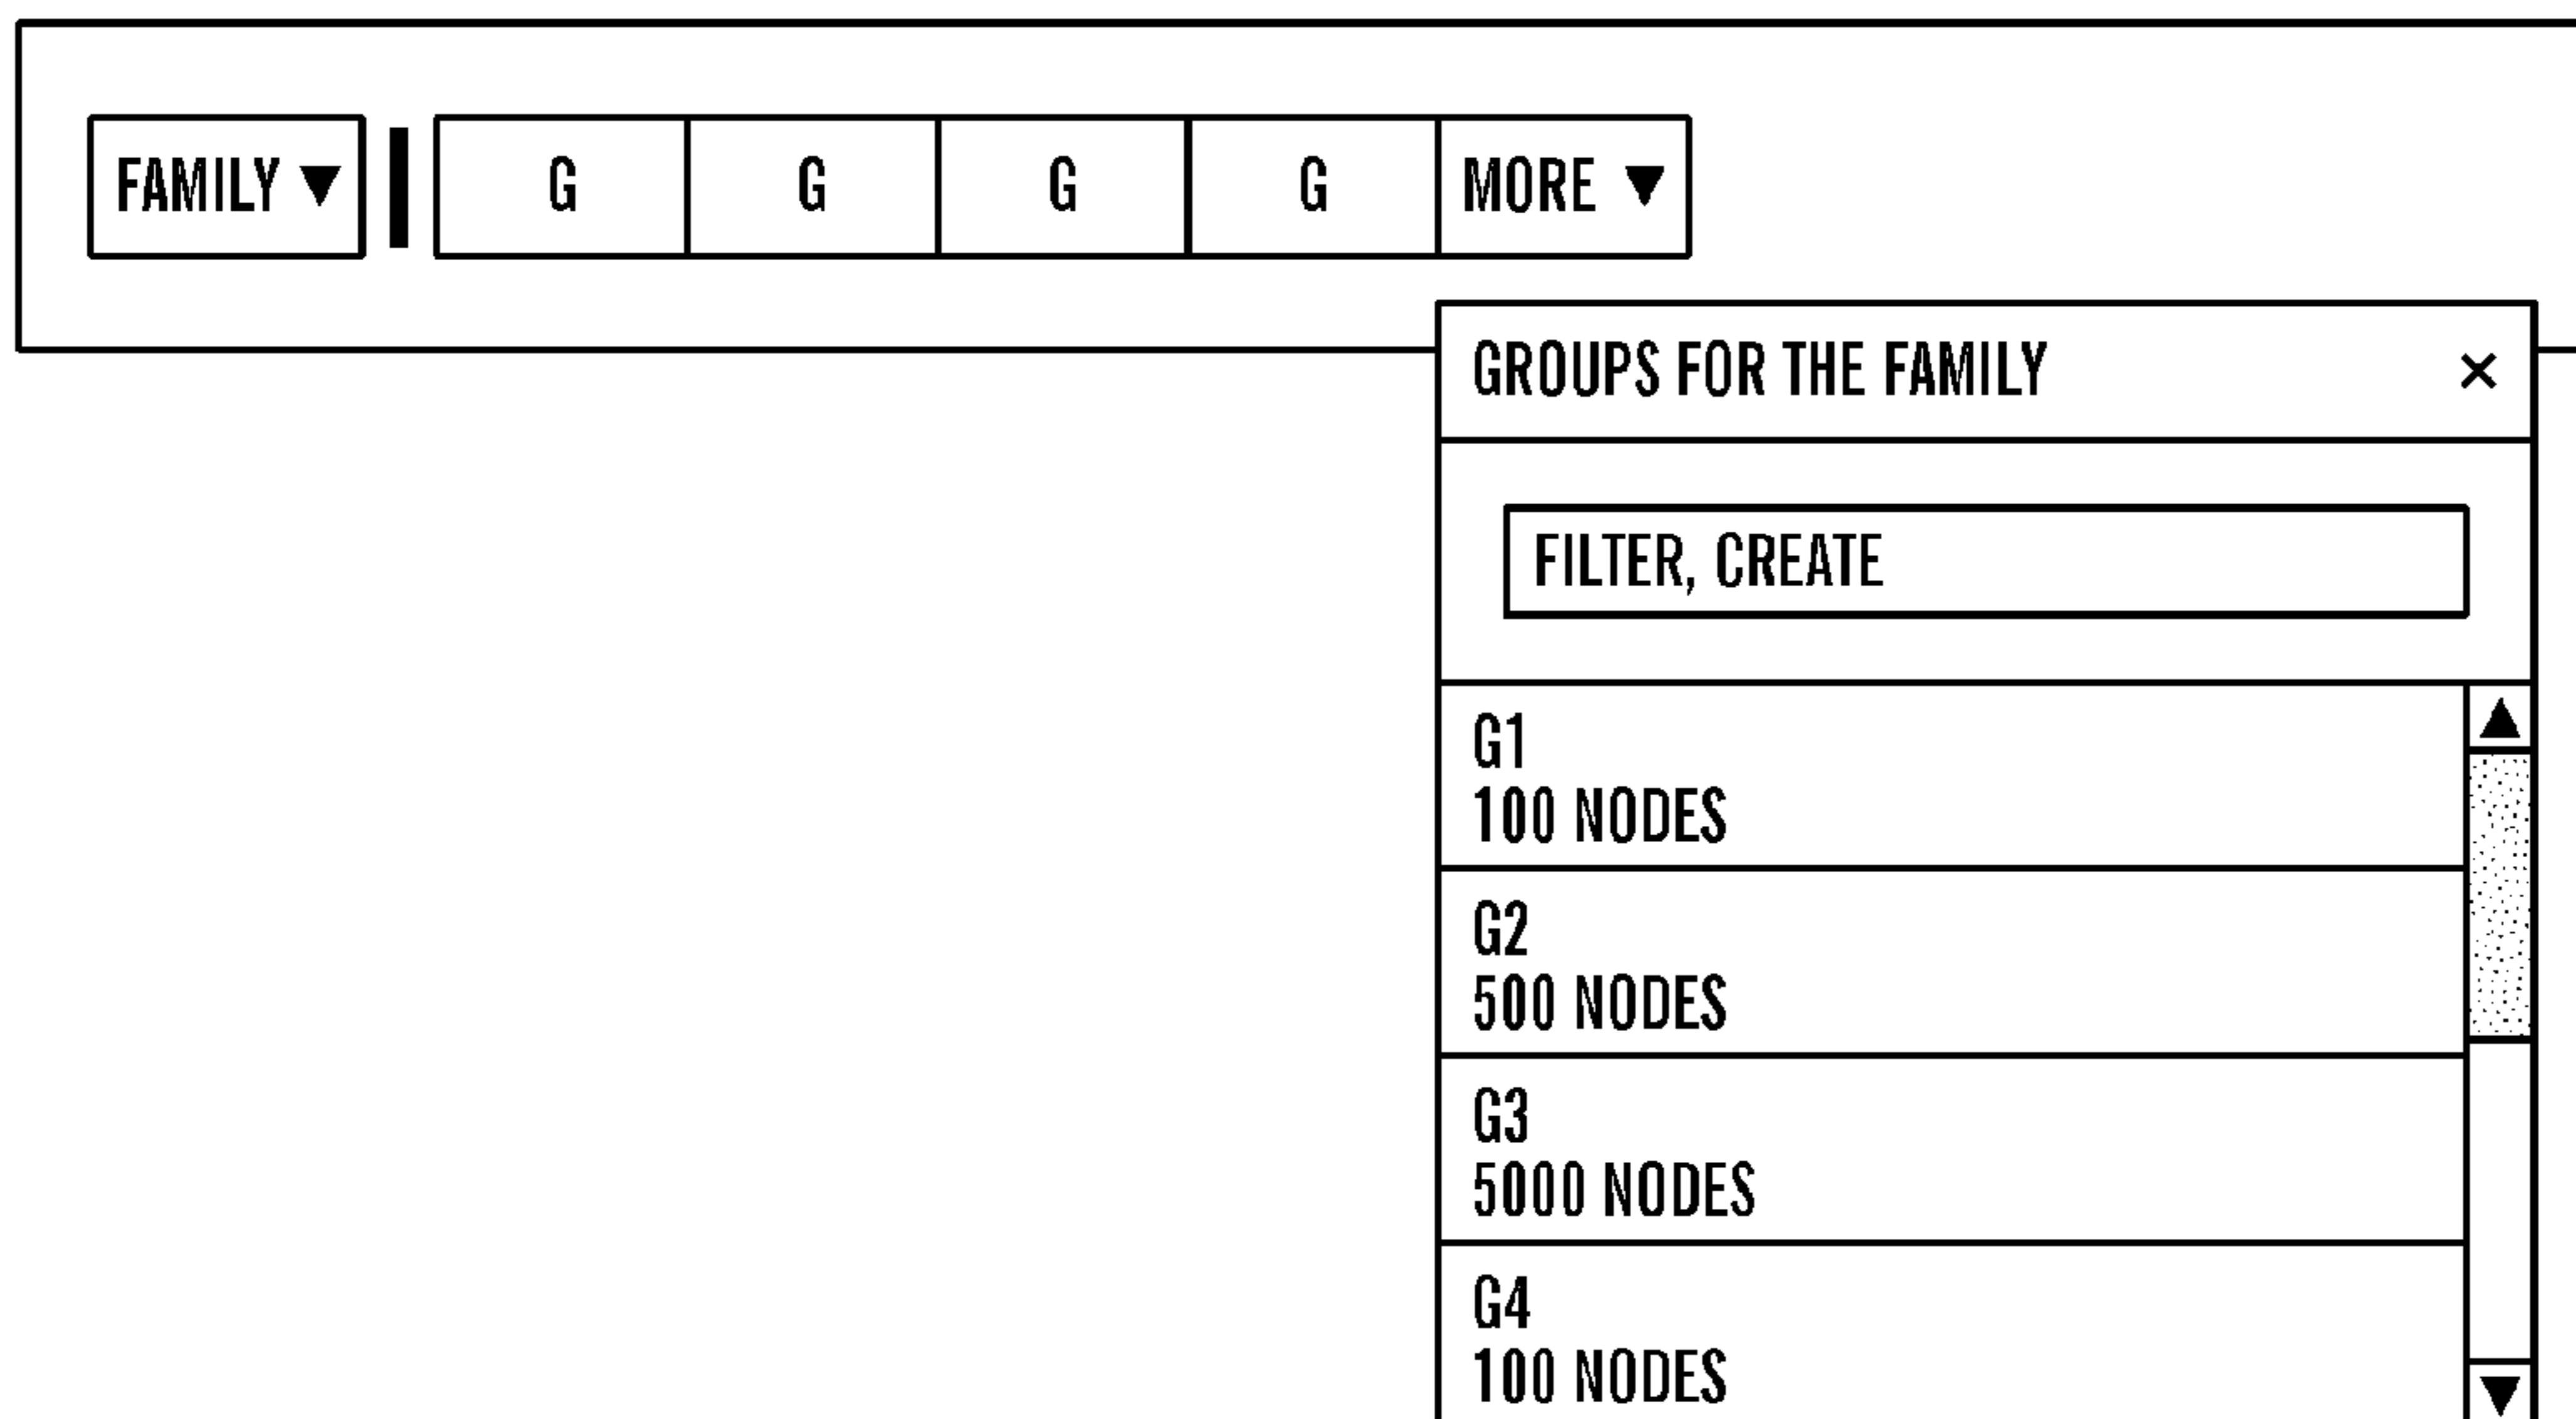 FAMILY ▼ G G G G MORE ▼
GROUPS FOR THE FAMILY ×
FILTER, CREATE
G1
100 NODES
G2
500 NODES
G3
5000 NODES
G4
100 NODES